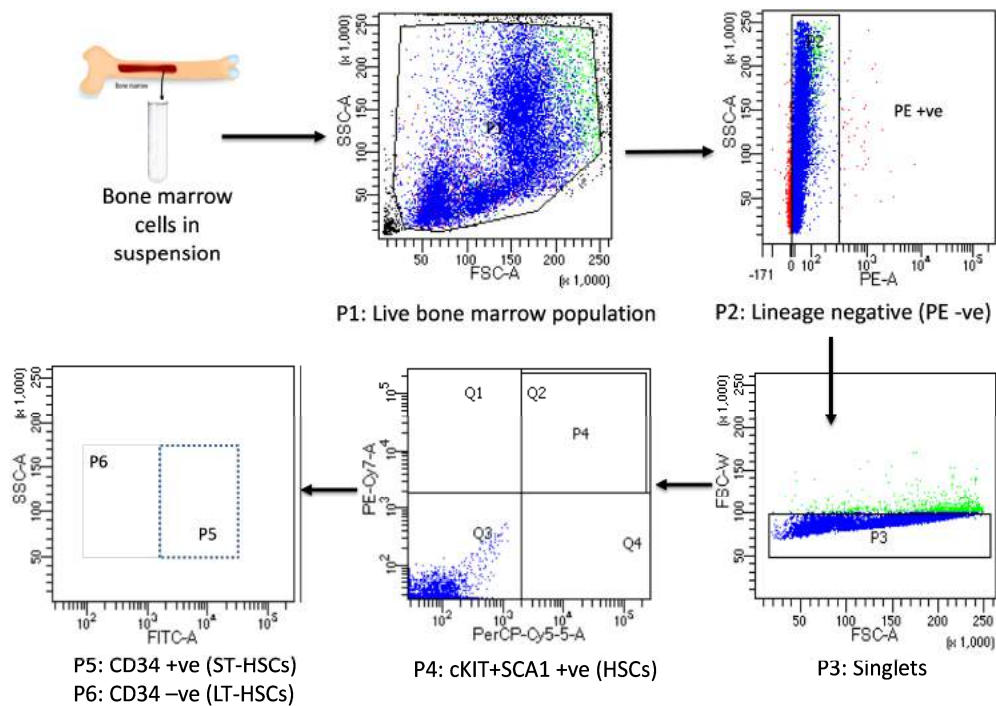 Bone marrow
Bone marrow
cells in
suspension
SSC-A
(x 1,000)
50 100 150 200 250
P1
50 100 150 200 250
FSC-A
(x 1,000)
P1: Live bone marrow population
SSC-A
(x 1,000)
50 100 150 200 250
P2
PE +ve
-171 0 10² 10³ 10⁴ 10⁵
PE-A
P2: Lineage negative (PE -ve)
SSC-A
(x 1,000)
50 100 150 200 250
P6
P5
10² 10³ 10⁴ 10⁵
FITC-A
P5: CD34 +ve (ST-HSCs)
P6: CD34 –ve (LT-HSCs)
PE-Cy7-A
10² 10³ 10⁴ 10⁵
Q1 Q2
P4
Q3 Q4
10² 10³ 10⁴ 10⁵
PerCP-Cy5-5-A
P4: cKIT+SCA1 +ve (HSCs)
FSC-W
(x 1,000)
50 100 150 200 250
P3
50 100 150 200 250
FSC-A
(x 1,000)
P3: Singlets